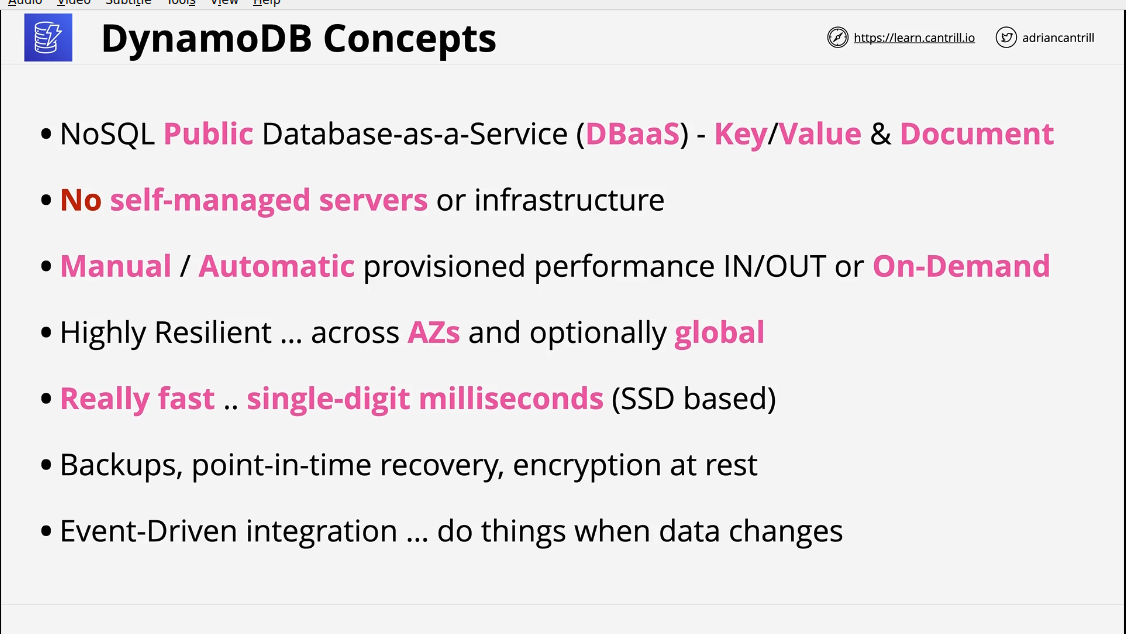 Audio Video Subtitle Tools View Help
DynamoDB Concepts
https://learn.cantrill.io
adriancantrill
• NoSQL Public Database-as-a-Service (DBaaS) - Key/Value & Document
• No self-managed servers or infrastructure
• Manual / Automatic provisioned performance IN/OUT or On-Demand
• Highly Resilient ... across AZs and optionally global
• Really fast .. single-digit milliseconds (SSD based)
• Backups, point-in-time recovery, encryption at rest
• Event-Driven integration ... do things when data changes